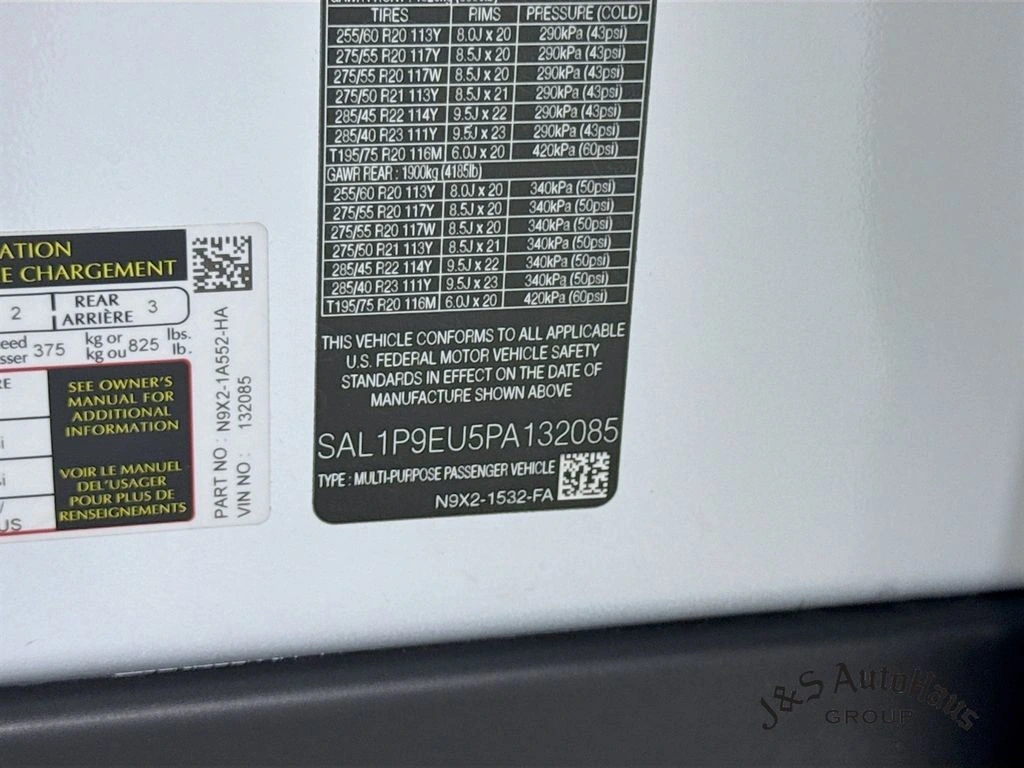 TIRES RIMS PRESSURE (COLD)
255/60 R20 113Y 8.0J x 20 290kPa (43psi)
275/55 R20 117Y 8.5J x 20 290kPa (43psi)
275/55 R20 117W 8.5J x 20 290kPa (43psi)
275/50 R21 113Y 8.5J x 21 290kPa (43psi)
285/45 R22 114Y 9.5J x 22 290kPa (43psi)
285/40 R23 111Y 9.5J x 23 290kPa (43psi)
T195/75 R20 116M 6.0J x 20 420kPa (60psi)
GAWR REAR : 1900kg (4185lb)
255/60 R20 113Y 8.0J x 20 340kPa (50psi)
275/55 R20 117Y 8.5J x 20 340kPa (50psi)
275/55 R20 117W 8.5J x 20 340kPa (50psi)
275/50 R21 113Y 8.5J x 21 340kPa (50psi)
285/45 R22 114Y 9.5J x 22 340kPa (50psi)
285/40 R23 111Y 9.5J x 23 340kPa (50psi)
T195/75 R20 116M 6.0J x 20 420kPa (60psi)
THIS VEHICLE CONFORMS TO ALL APPLICABLE
U.S. FEDERAL MOTOR VEHICLE SAFETY
STANDARDS IN EFFECT ON THE DATE OF
MANUFACTURE SHOWN ABOVE
SAL1P9EU5PA132085
TYPE : MULTI-PURPOSE PASSENGER VEHICLE
N9X2-1532-FA
ATION
E CHARGEMENT
2 REAR 3
ARRIÈRE
eed 375 kg or 825 lbs.
sser kg ou lb.
RE
SEE OWNER'S
MANUAL FOR
ADDITIONAL
INFORMATION
VOIR LE MANUEL
DEL'USAGER
POUR PLUS DE
RENSEIGNEMENTS
si
/
US
PART NO : N9X2-1A552-HA
VIN NO : 132085
J&S AutoHaus
GROUP